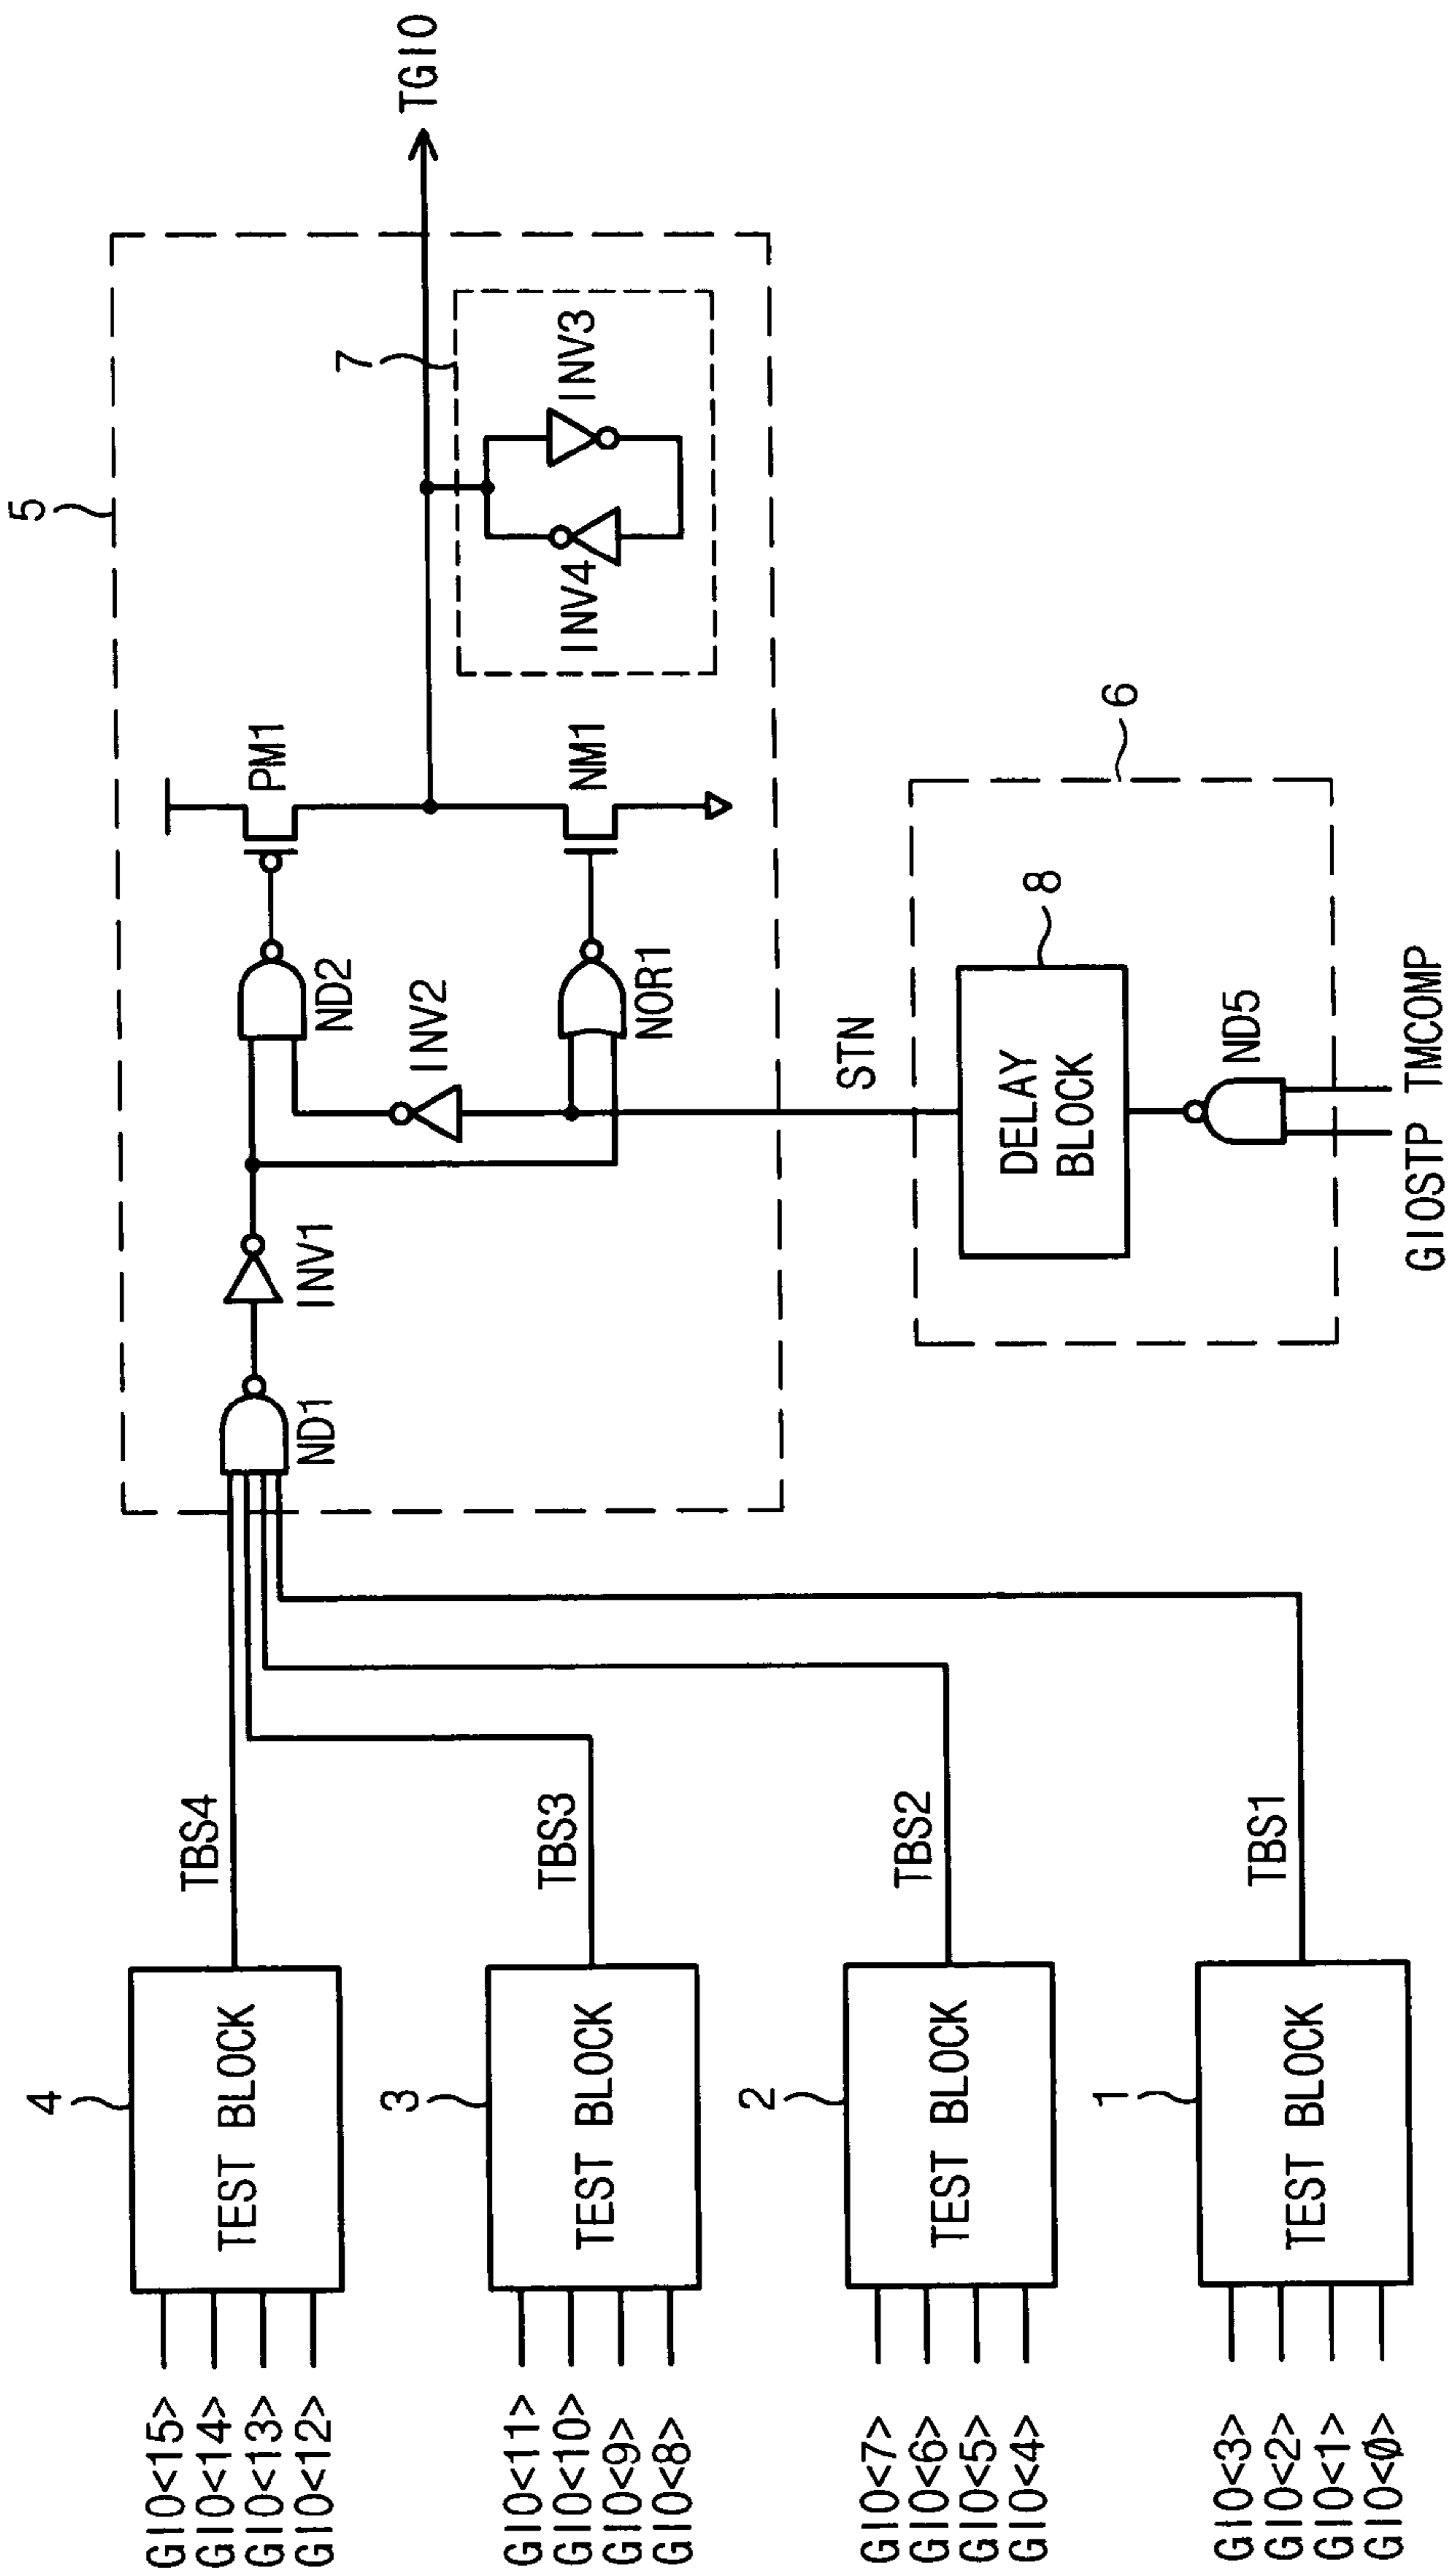 GIO<15>
GIO<14>
GIO<13>
GIO<12>
4
TEST BLOCK
TBS4
GIO<11>
GIO<10>
GIO<9>
GIO<8>
3
TEST BLOCK
TBS3
GIO<7>
GIO<6>
GIO<5>
GIO<4>
2
TEST BLOCK
TBS2
GIO<3>
GIO<2>
GIO<1>
GIO<0>
1
TEST BLOCK
TBS1
5
ND1
INV1
ND2
INV2
NOR1
PM1
NM1
7
INV4
INV3
TGIO
STN
6
8
DELAY
BLOCK
ND5
GIOSTP
TMCOMP